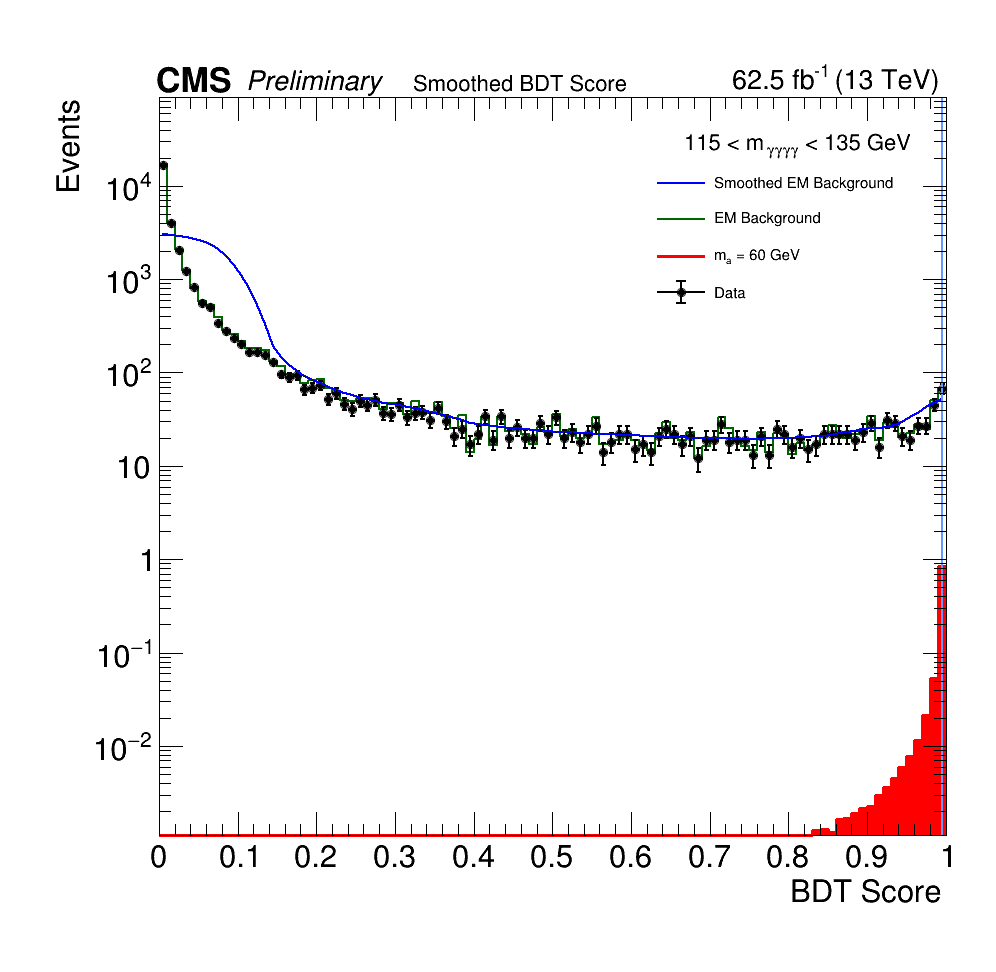 CMS Preliminary Smoothed BDT Score 62.5 fb⁻¹ (13 TeV)
Events
115 < m γγγγ < 135 GeV
Smoothed EM Background
EM Background
mₐ = 60 GeV
Data
10⁴
10³
10²
10
1
10⁻¹
10⁻²
0 0.1 0.2 0.3 0.4 0.5 0.6 0.7 0.8 0.9 1
BDT Score